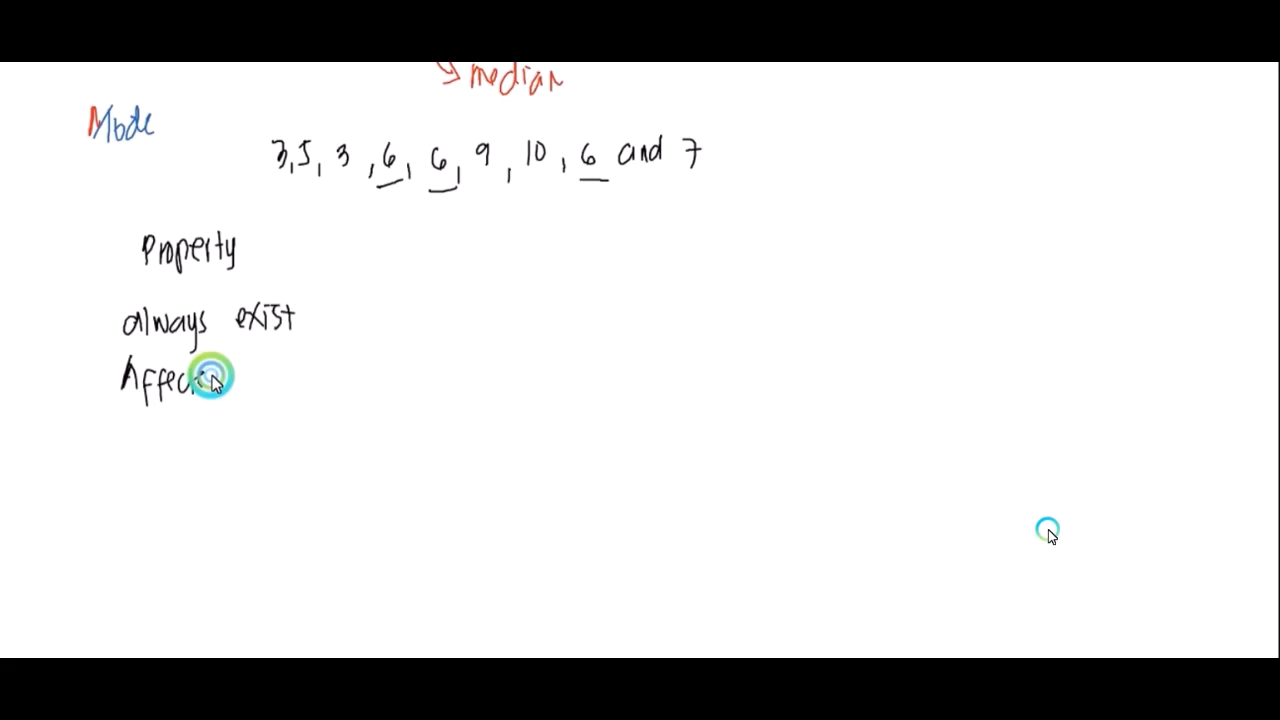 median
Mode
3, 5, 3, 6, 6, 9, 10, 6 and 7
Property
always exist